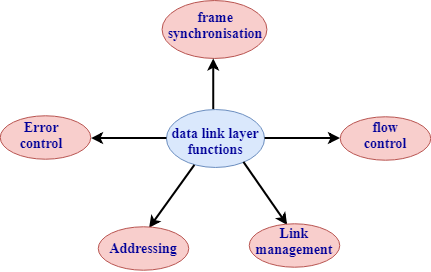 frame
synchronisation
Error
control
data link layer
functions
flow
control
Addressing
Link
management